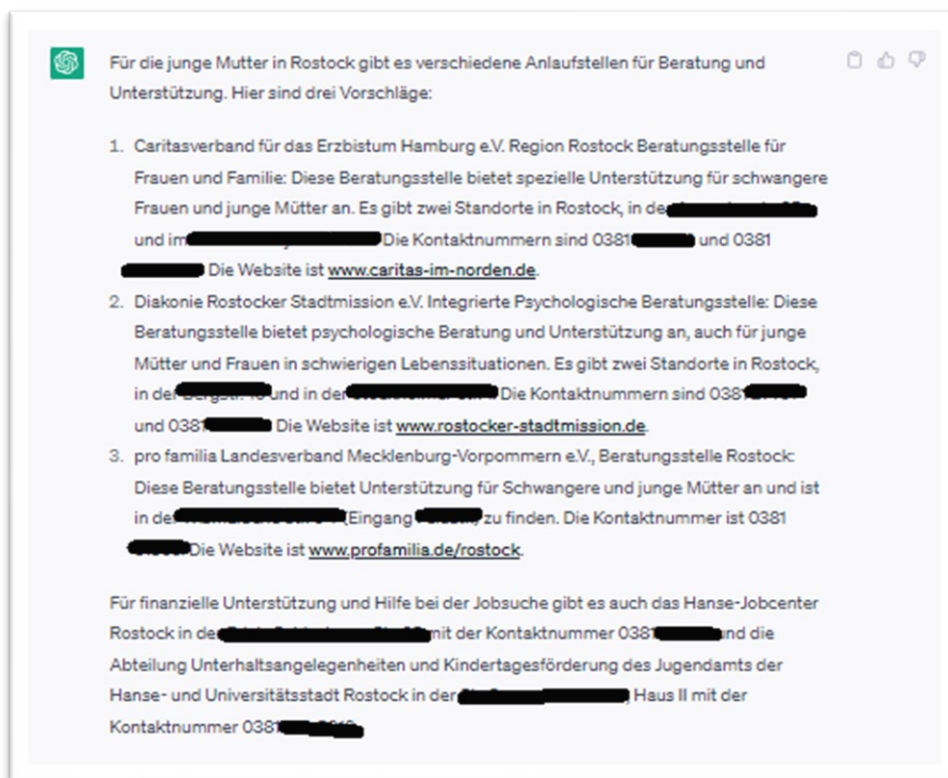 Für die junge Mutter in Rostock gibt es verschiedene Anlaufstellen für Beratung und
Unterstützung. Hier sind drei Vorschläge:
1. Caritasverband für das Erzbistum Hamburg e.V. Region Rostock Beratungsstelle für
Frauen und Familie: Diese Beratungsstelle bietet spezielle Unterstützung für schwangere
Frauen und junge Mütter an. Es gibt zwei Standorte in Rostock, in de
und im Die Kontaktnummern sind 0381 und 0381
Die Website ist www.caritas-im-norden.de.
2. Diakonie Rostocker Stadtmission e.V. Integrierte Psychologische Beratungsstelle: Diese
Beratungsstelle bietet psychologische Beratung und Unterstützung an, auch für junge
Mütter und Frauen in schwierigen Lebenssituationen. Es gibt zwei Standorte in Rostock,
in der und in der Die Kontaktnummern sind 0381
und 0381 Die Website ist www.rostocker-stadtmission.de.
3. pro familia Landesverband Mecklenburg-Vorpommern e.V., Beratungsstelle Rostock:
Diese Beratungsstelle bietet Unterstützung für Schwangere und junge Mütter an und ist
in der (Eingang zu finden. Die Kontaktnummer ist 0381
Die Website ist www.profamilia.de/rostock.
Für finanzielle Unterstützung und Hilfe bei der Jobsuche gibt es auch das Hanse-Jobcenter
Rostock in de mit der Kontaktnummer 0381 und die
Abteilung Unterhaltsangelegenheiten und Kindertagesförderung des Jugendamts der
Hanse- und Universitätsstadt Rostock in der Haus II mit der
Kontaktnummer 0381